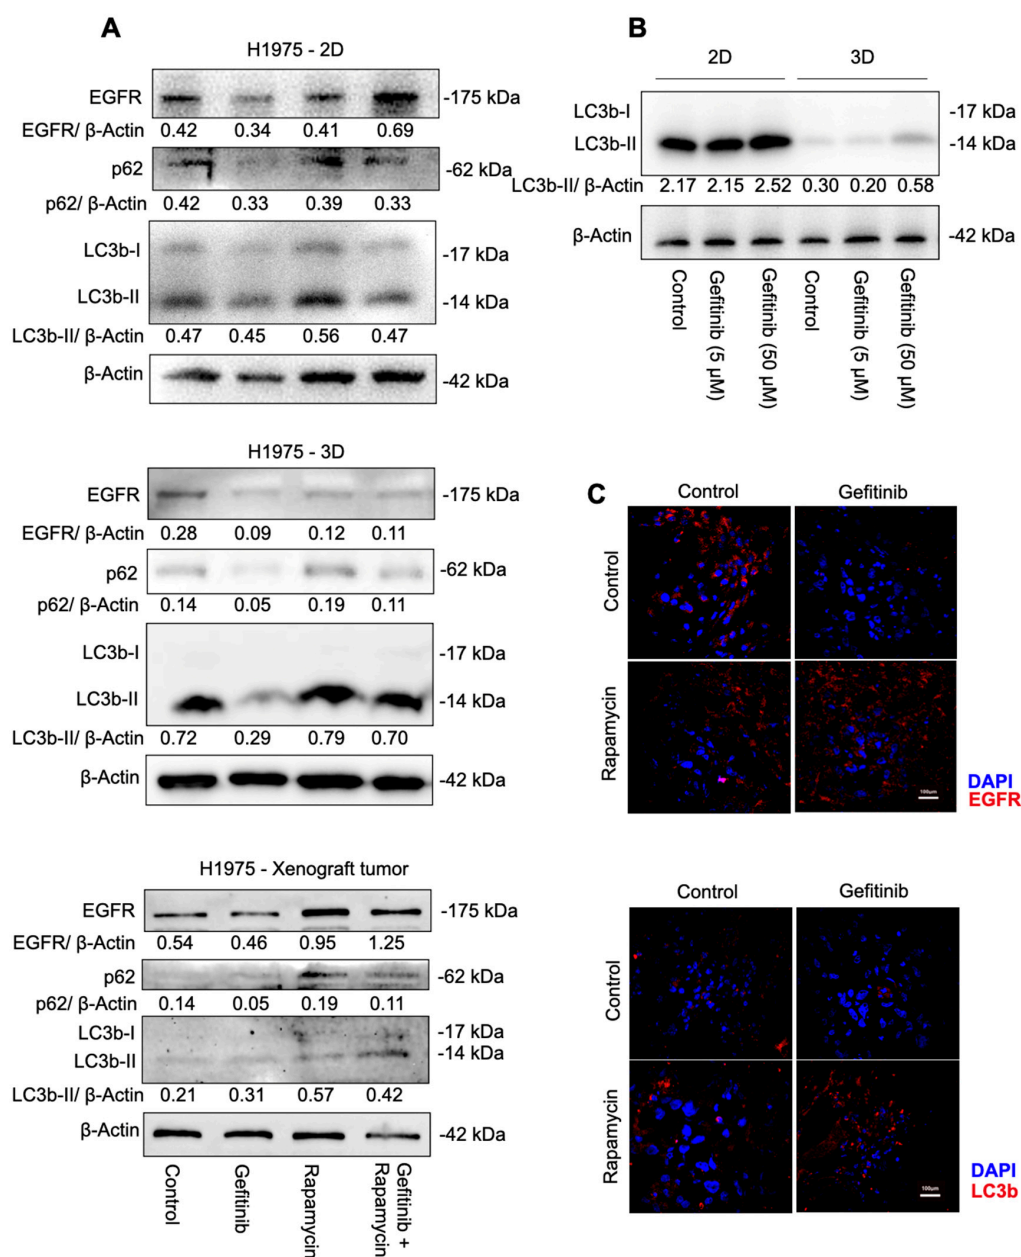 A
H1975 - 2D
EGFR
-175 kDa
EGFR/ β-Actin 0.42 0.34 0.41 0.69
p62
-62 kDa
p62/ β-Actin 0.42 0.33 0.39 0.33
LC3b-I
-17 kDa
LC3b-II
-14 kDa
LC3b-II/ β-Actin 0.47 0.45 0.56 0.47
β-Actin
-42 kDa
H1975 - 3D
EGFR
-175 kDa
EGFR/ β-Actin 0.28 0.09 0.12 0.11
p62
-62 kDa
p62/ β-Actin 0.14 0.05 0.19 0.11
LC3b-I
-17 kDa
LC3b-II
-14 kDa
LC3b-II/ β-Actin 0.72 0.29 0.79 0.70
β-Actin
-42 kDa
H1975 - Xenograft tumor
EGFR
-175 kDa
EGFR/ β-Actin 0.54 0.46 0.95 1.25
p62
-62 kDa
p62/ β-Actin 0.14 0.05 0.19 0.11
LC3b-I
-17 kDa
LC3b-II
-14 kDa
LC3b-II/ β-Actin 0.21 0.31 0.57 0.42
β-Actin
-42 kDa
Control
Gefitinib
Rapamycin
Gefitinib +
Rapamycin
B
2D 3D
LC3b-I
-17 kDa
LC3b-II
-14 kDa
LC3b-II/ β-Actin 2.17 2.15 2.52 0.30 0.20 0.58
β-Actin
-42 kDa
Control
Gefitinib (5 µM)
Gefitinib (50 µM)
Control
Gefitinib (5 µM)
Gefitinib (50 µM)
C
Control Gefitinib
Control
Rapamycin
100µm
DAPI
EGFR
Control Gefitinib
Control
Rapamycin
100µm
DAPI
LC3b